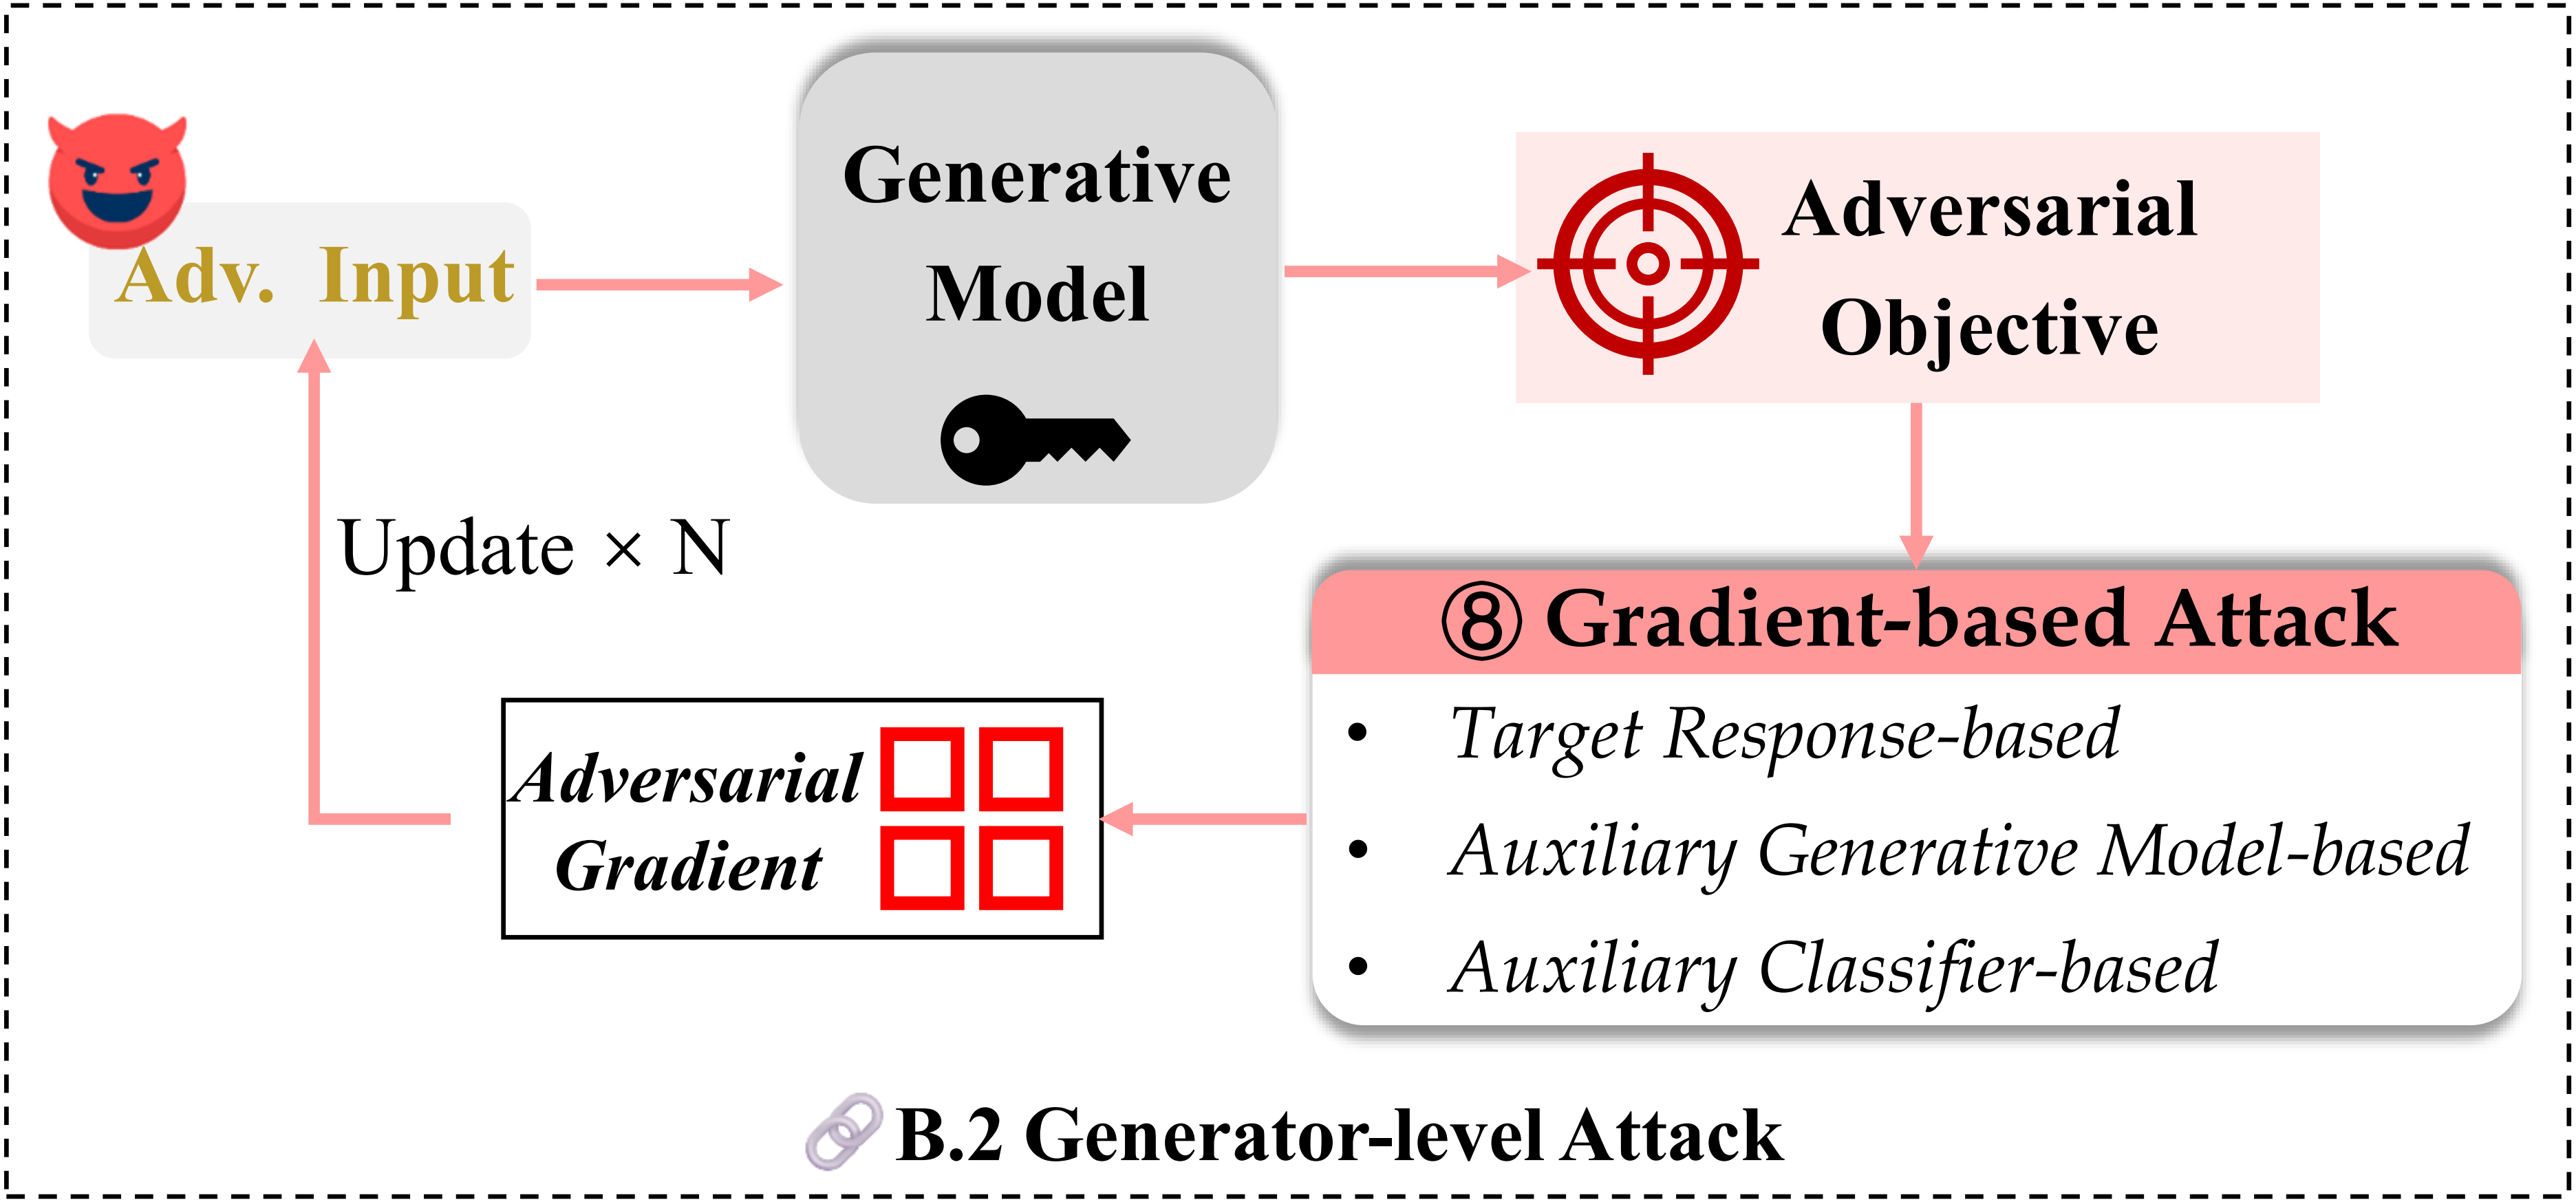 Adv. Input
Generative
Model
Adversarial
Objective
Update × N
⑧ Gradient-based Attack
• Target Response-based
• Auxiliary Generative Model-based
• Auxiliary Classifier-based
Adversarial
Gradient
B.2 Generator-level Attack